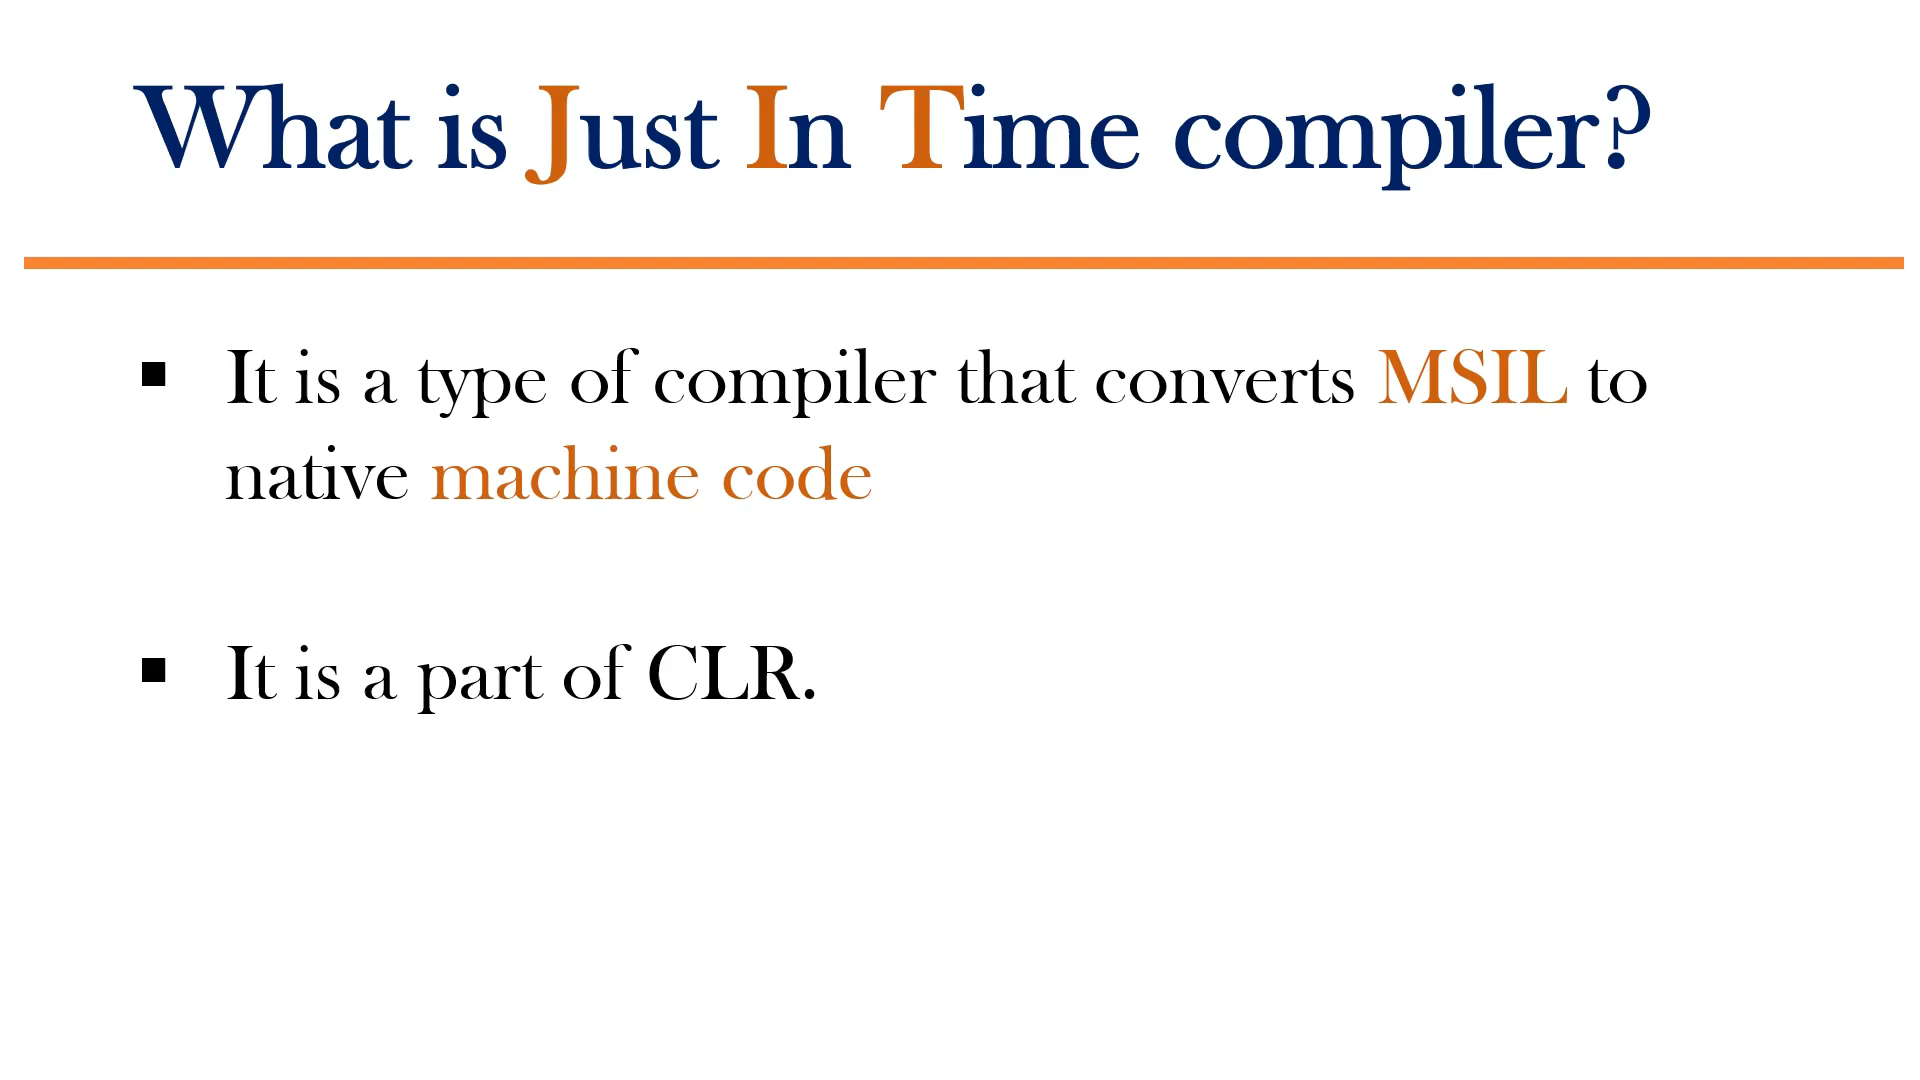 What is Just In Time compiler?
▪ It is a type of compiler that converts MSIL to
native machine code
▪ It is a part of CLR.